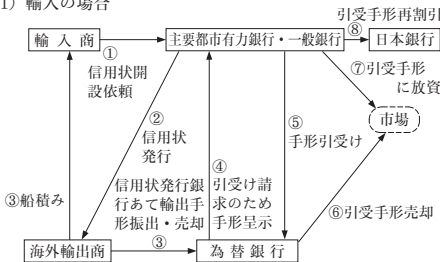 1）輸入の場合
引受手形再割引
輸入商
主要都市有力銀行・一般銀行
⑧
日本銀行
①
信用状開
設依頼
⑦引受手形
に放資
市場
②
信用状
発行
⑤
手形引受け
③船積み
信用状発行銀
行あて輸出手
形振出・売却
④
引受け請
求のため
手形呈示
⑥引受手形売却
海外輸出商
③
為替銀行